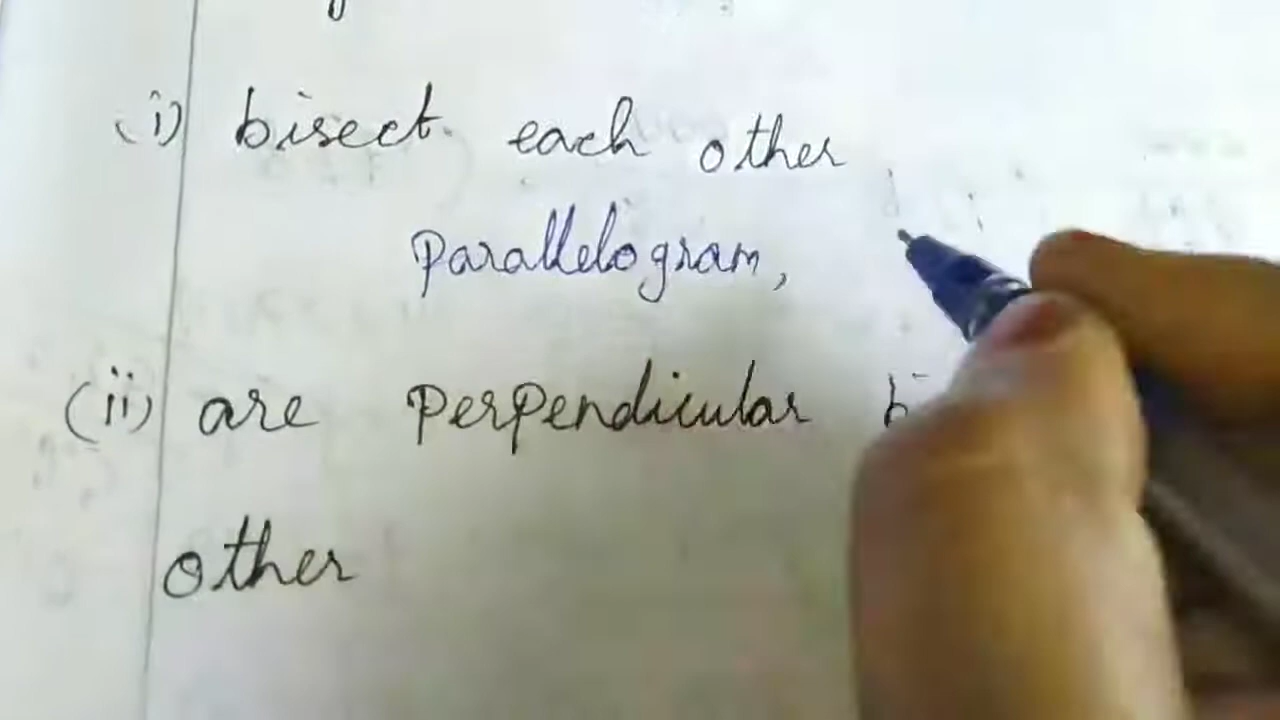 (i) bisect each other
Parallelogram,
(ii) are perpendicular
other